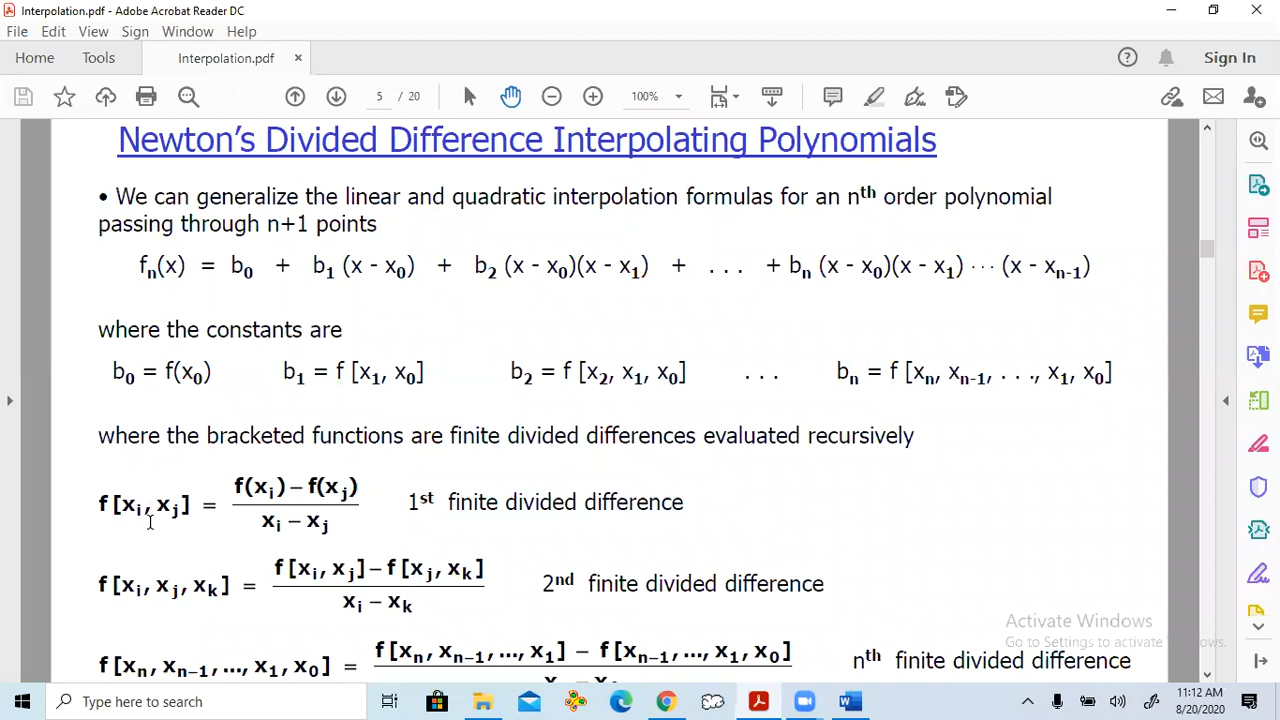 Interpolation.pdf - Adobe Acrobat Reader DC
File Edit View Sign Window Help
Home Tools Interpolation.pdf × Sign In
5 / 20 100%
Newton's Divided Difference Interpolating Polynomials
• We can generalize the linear and quadratic interpolation formulas for an nth order polynomial
passing through n+1 points
fn(x) = b0 + b1 (x - x0) + b2 (x - x0)(x - x1) + . . . + bn (x - x0)(x - x1) ··· (x - xn-1)
where the constants are
b0 = f(x0) b1 = f [x1, x0] b2 = f [x2, x1, x0] . . . bn = f [xn, xn-1, . . ., x1, x0]
where the bracketed functions are finite divided differences evaluated recursively
f [xi, xj] = f(xi) – f(xj) / xi – xj 1st finite divided difference
f [xi, xj, xk] = f [xi, xj] – f [xj, xk] / xi – xk 2nd finite divided difference
f [xn, xn–1, ..., x1, x0] = f [xn, xn–1, ..., x1] – f [xn–1, ..., x1, x0] nth finite divided difference
Activate Windows
Go to Settings to activate Windows.
Type here to search
11:12 AM
8/20/2020